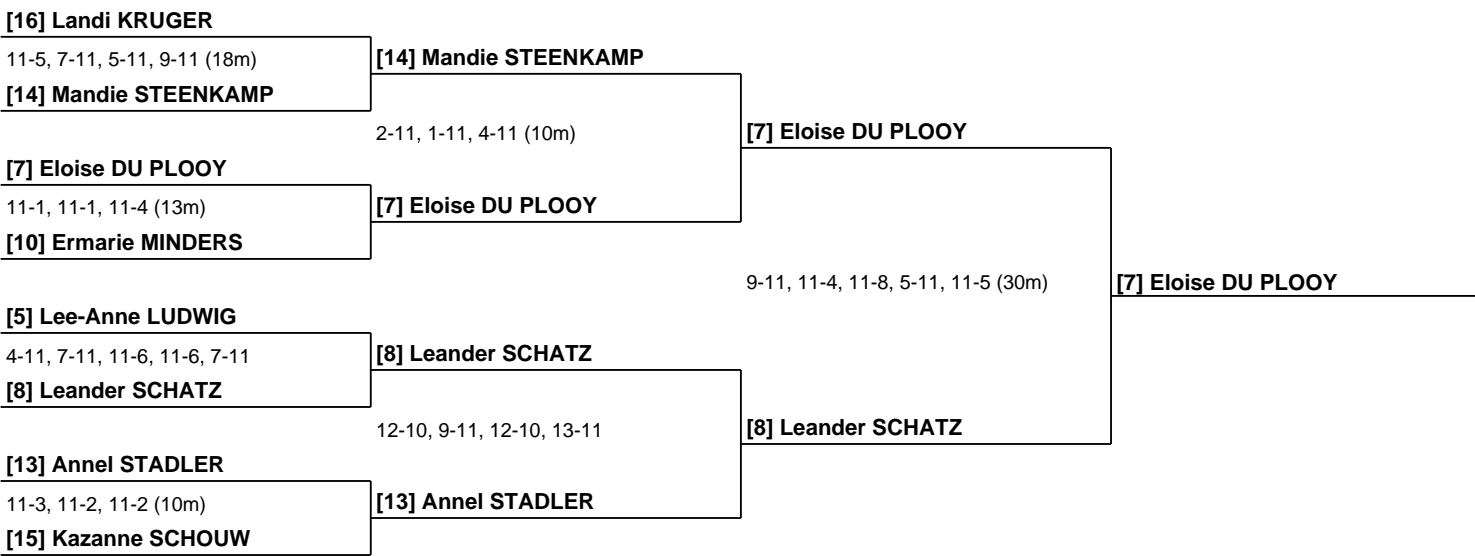 [16] Landi KRUGER
11-5, 7-11, 5-11, 9-11 (18m)
[14] Mandie STEENKAMP
[14] Mandie STEENKAMP
2-11, 1-11, 4-11 (10m)
[7] Eloise DU PLOOY
[7] Eloise DU PLOOY
11-1, 11-1, 11-4 (13m)
[7] Eloise DU PLOOY
[10] Ermarie MINDERS
9-11, 11-4, 11-8, 5-11, 11-5 (30m)
[7] Eloise DU PLOOY
[5] Lee-Anne LUDWIG
4-11, 7-11, 11-6, 11-6, 7-11
[8] Leander SCHATZ
[8] Leander SCHATZ
12-10, 9-11, 12-10, 13-11
[8] Leander SCHATZ
[13] Annel STADLER
11-3, 11-2, 11-2 (10m)
[13] Annel STADLER
[15] Kazanne SCHOUW